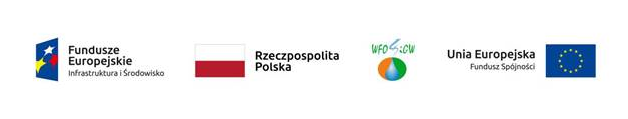 Fundusze
Europejskie
Infrastruktura i Środowisko
Rzeczpospolita
Polska
WFOŚiGW
Unia Europejska
Fundusz Spójności